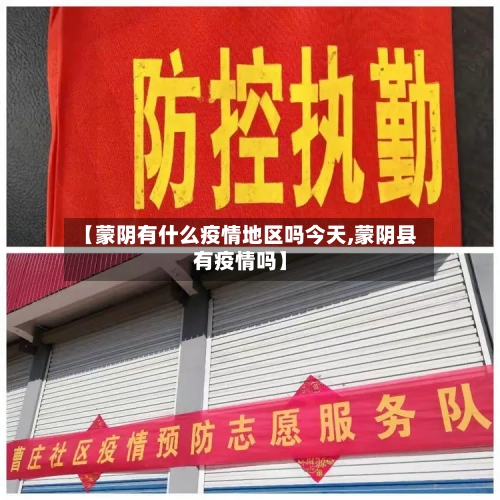 防控执勤
【蒙阴有什么疫情地区吗今天,蒙阴县
有疫情吗】
曹庄社区疫情预防志愿服务队